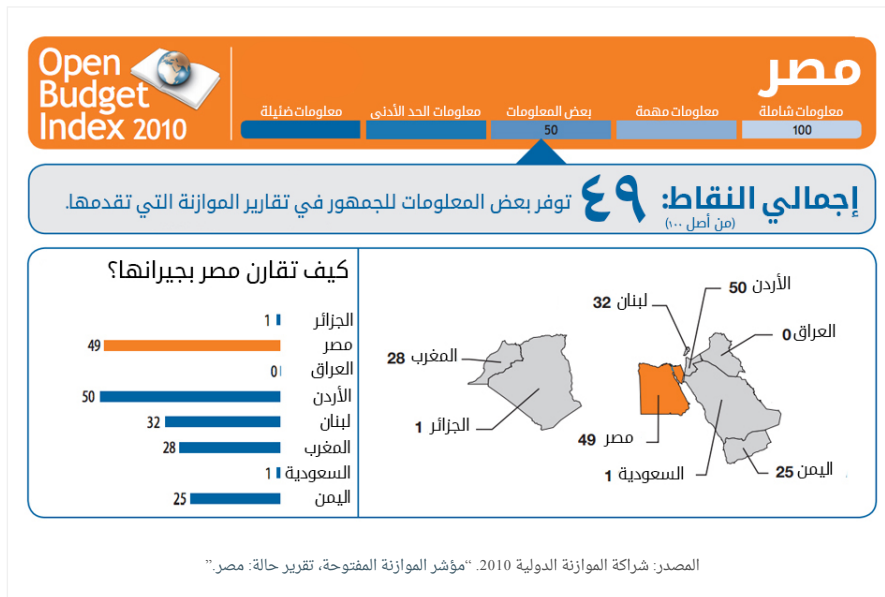 مصر
Open
Budget
Index 2010
معلومات شاملة
معلومات مهمة
بعض المعلومات
معلومات الحد الأدنى
معلومات ضئيلة
100
50
إجمالي النقاط: ٤٩ توفر بعض المعلومات للجمهور في تقارير الموازنة التي تقدمها.
(من أصل ١٠٠)
الأردن 50
لبنان 32
العراق 0
المغرب 28
الجزائر 1
مصر 49
السعودية 1
اليمن 25
كيف تقارن مصر بجيرانها؟
الجزائر 1
مصر 49
العراق 0
الأردن 50
لبنان 32
المغرب 28
السعودية 1
اليمن 25
المصدر: شراكة الموازنة الدولية 2010. “مؤشر الموازنة المفتوحة، تقرير حالة: مصر.”